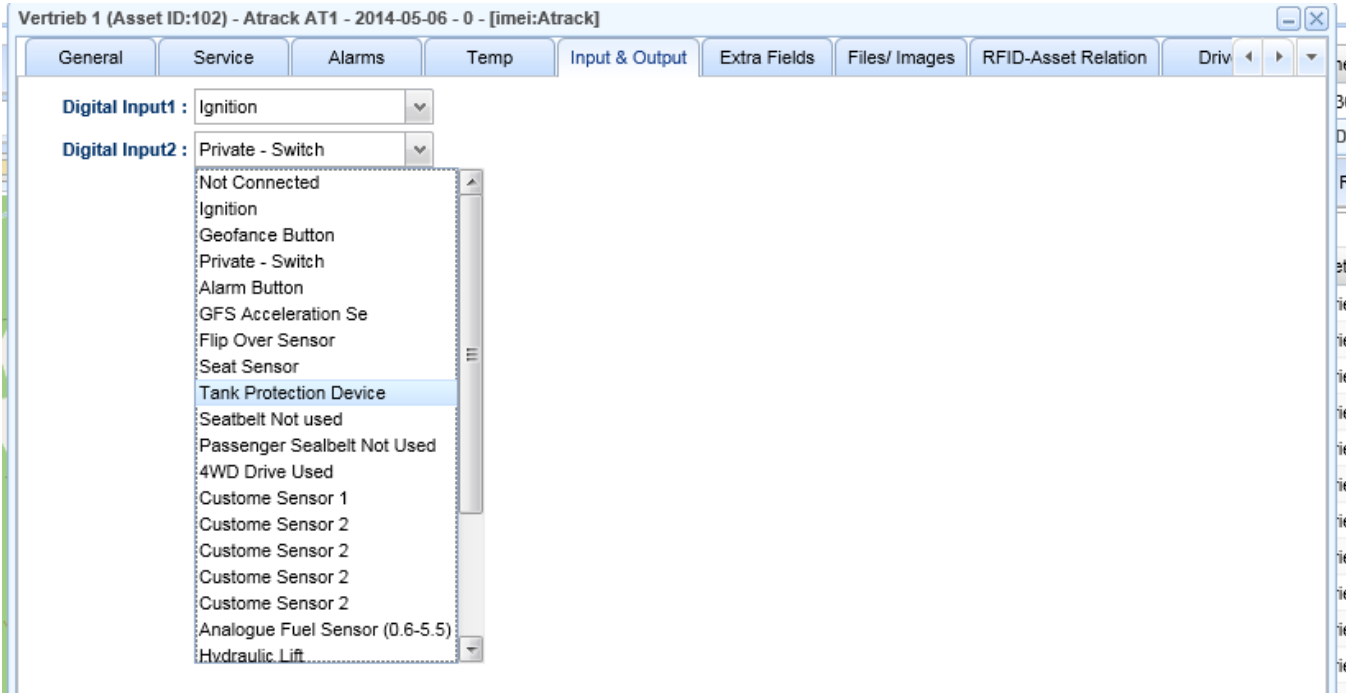 Vertrieb 1 (Asset ID:102) - Atrack AT1 - 2014-05-06 - 0 - [imei:Atrack]
General Service Alarms Temp Input & Output Extra Fields Files/ Images RFID-Asset Relation Driv
Digital Input1 : Ignition
Digital Input2 : Private - Switch
Not Connected
Ignition
Geofance Button
Private - Switch
Alarm Button
GFS Acceleration Se
Flip Over Sensor
Seat Sensor
Tank Protection Device
Seatbelt Not used
Passenger Sealbelt Not Used
4WD Drive Used
Custome Sensor 1
Custome Sensor 2
Custome Sensor 2
Custome Sensor 2
Custome Sensor 2
Analogue Fuel Sensor (0.6-5.5)
Hydraulic Lift